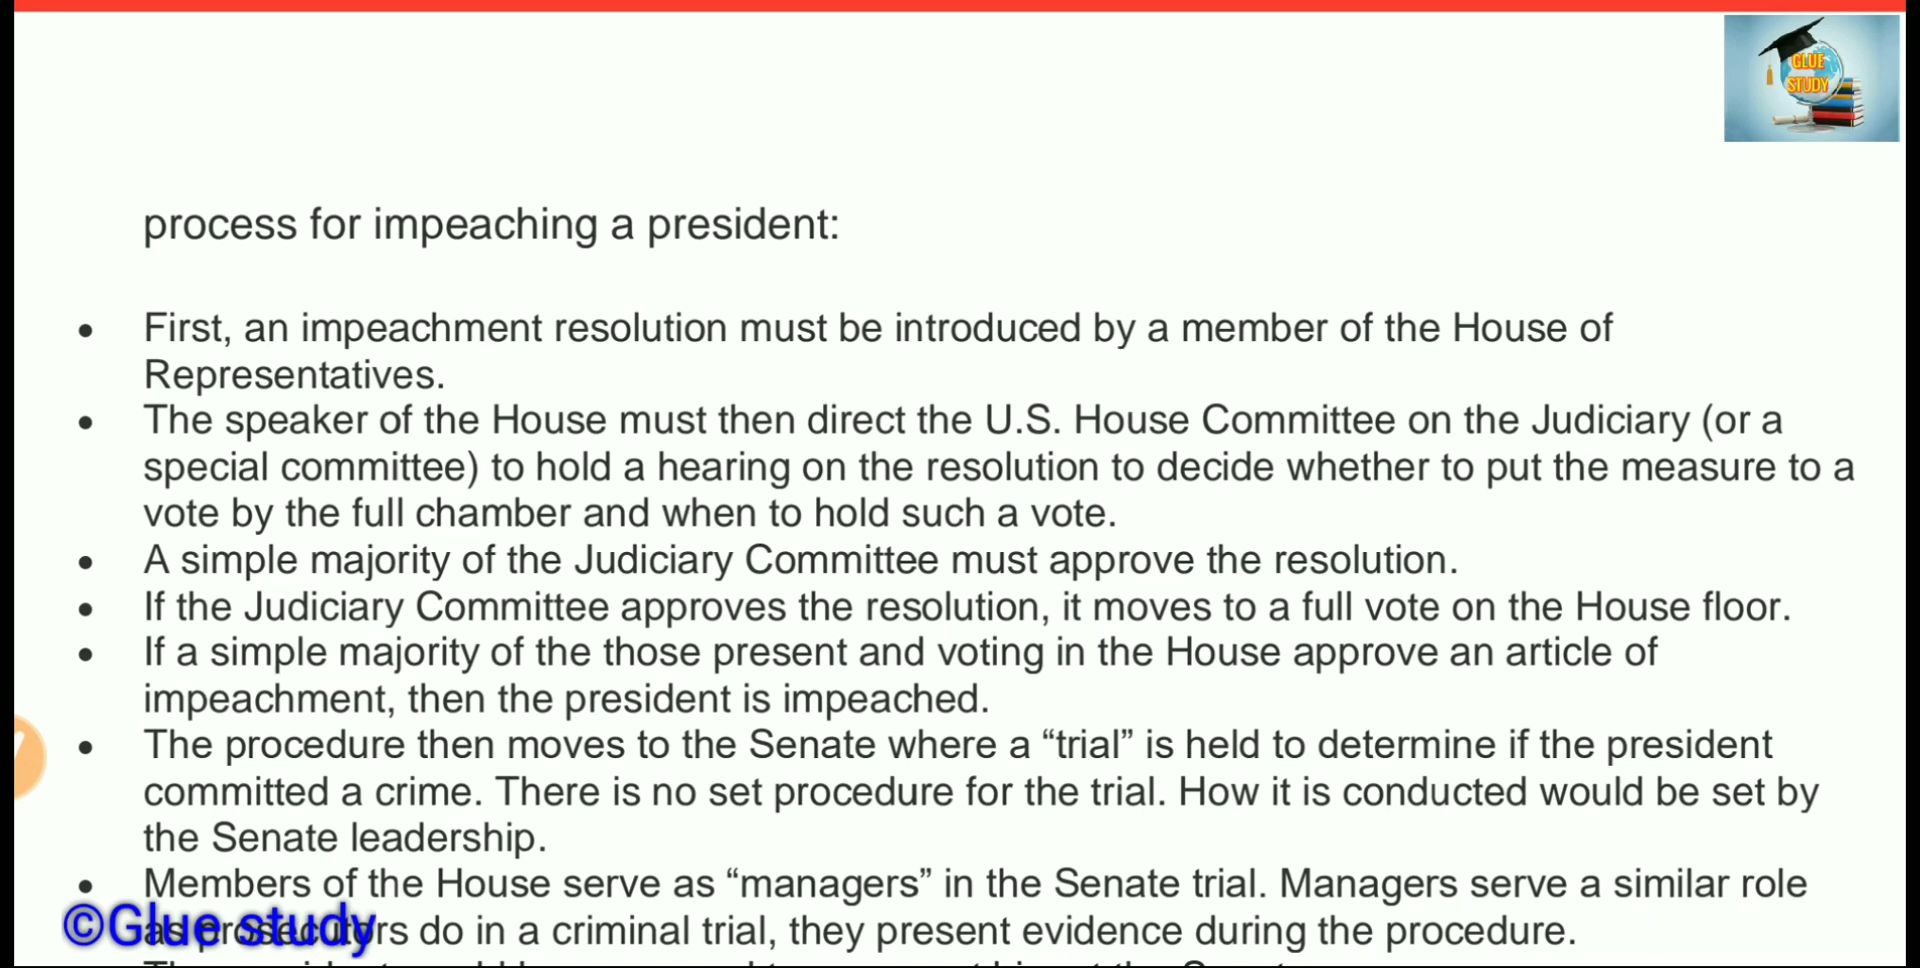 GLUE
STUDY
process for impeaching a president:
• First, an impeachment resolution must be introduced by a member of the House of
Representatives.
• The speaker of the House must then direct the U.S. House Committee on the Judiciary (or a
special committee) to hold a hearing on the resolution to decide whether to put the measure to a
vote by the full chamber and when to hold such a vote.
• A simple majority of the Judiciary Committee must approve the resolution.
• If the Judiciary Committee approves the resolution, it moves to a full vote on the House floor.
• If a simple majority of the those present and voting in the House approve an article of
impeachment, then the president is impeached.
• The procedure then moves to the Senate where a “trial” is held to determine if the president
committed a crime. There is no set procedure for the trial. How it is conducted would be set by
the Senate leadership.
• Members of the House serve as “managers” in the Senate trial. Managers serve a similar role
as prosecutors do in a criminal trial, they present evidence during the procedure.
©Glue study